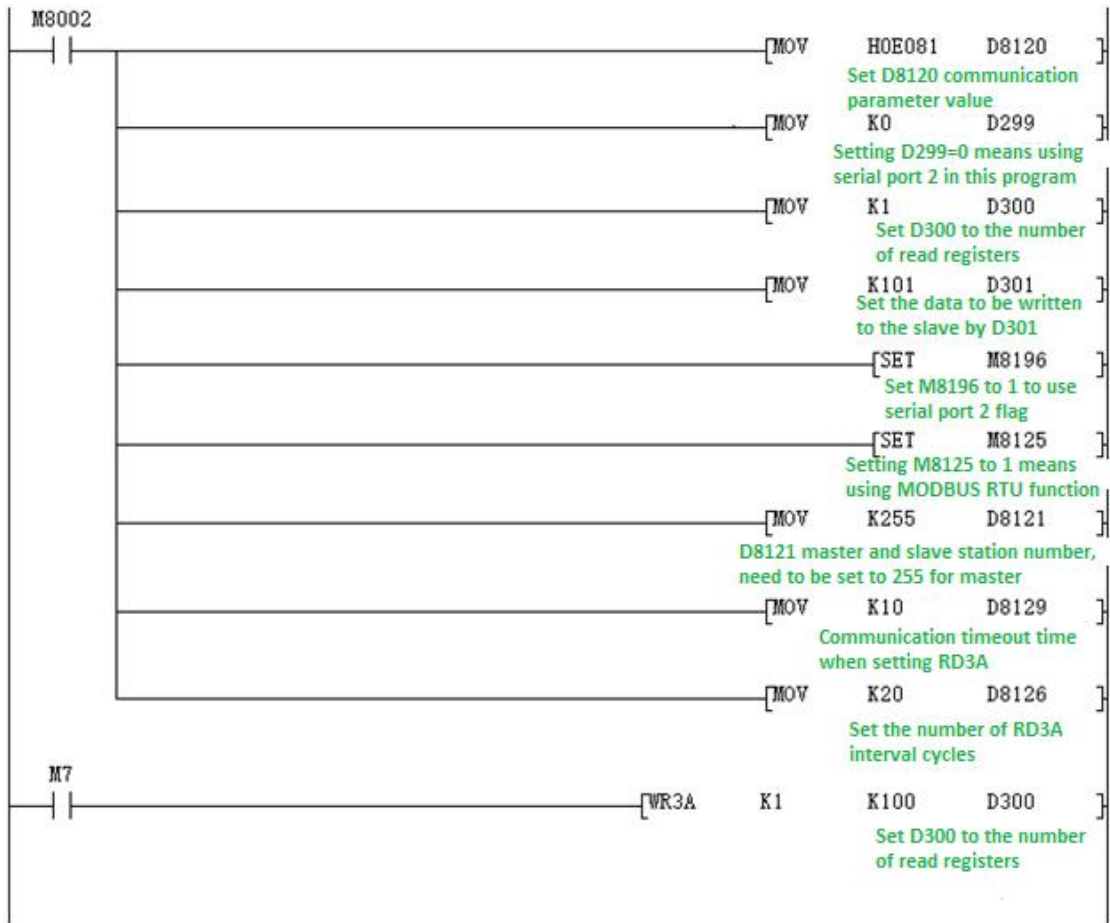 M8002
MOV H0E081 D8120
Set D8120 communication
parameter value
MOV K0 D299
Setting D299=0 means using
serial port 2 in this program
MOV K1 D300
Set D300 to the number
of read registers
MOV K101 D301
Set the data to be written
to the slave by D301
SET M8196
Set M8196 to 1 to use
serial port 2 flag
SET M8125
Setting M8125 to 1 means
using MODBUS RTU function
MOV K255 D8121
D8121 master and slave station number,
need to be set to 255 for master
MOV K10 D8129
Communication timeout time
when setting RD3A
MOV K20 D8126
Set the number of RD3A
interval cycles
M7
WR3A K1 K100 D300
Set D300 to the number
of read registers